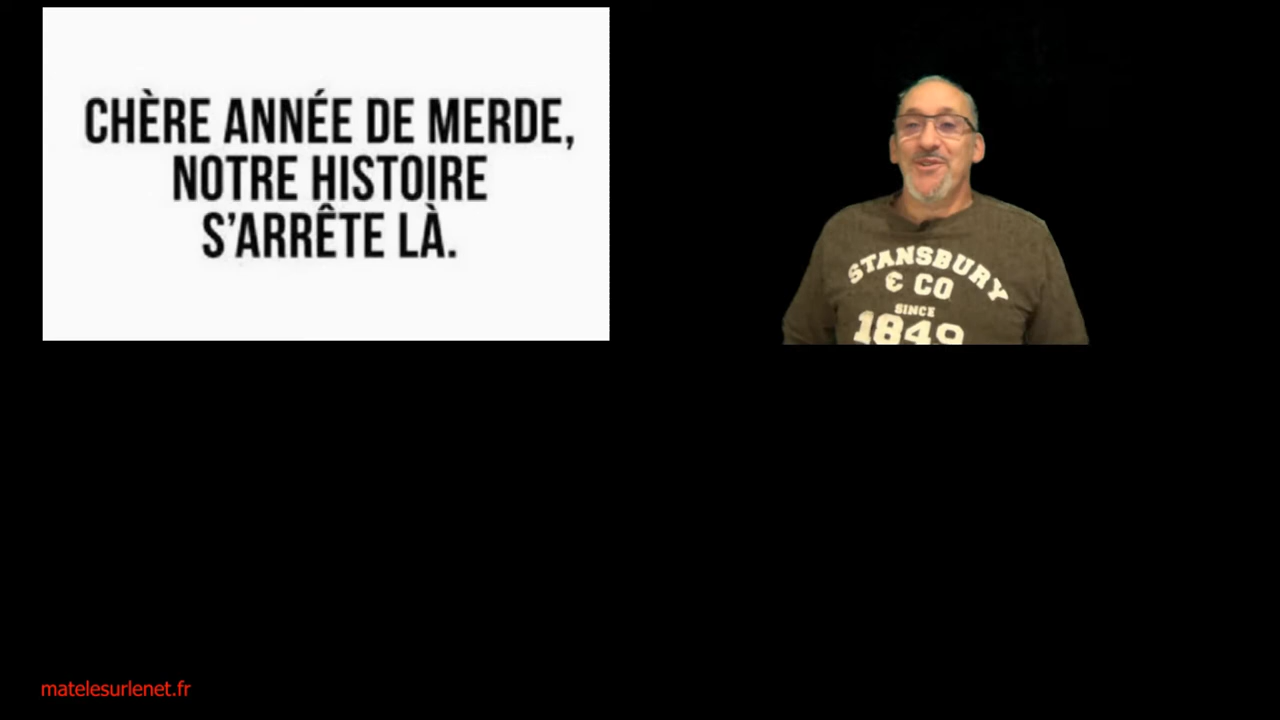 CHÈRE ANNÉE DE MERDE,
NOTRE HISTOIRE
S'ARRÊTE LÀ.
STANSBURY
& CO
SINCE
1849
matelesurlenet.fr